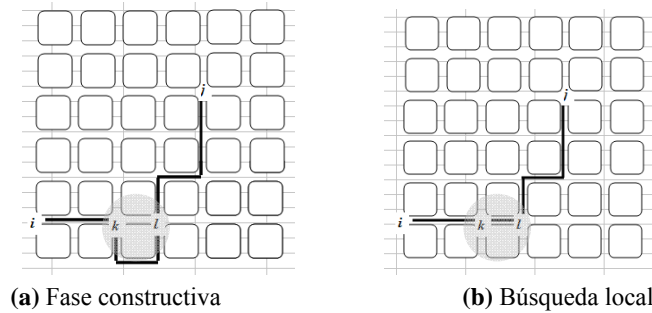 j
i
k
l
j
i
k
l
(a) Fase constructiva
(b) Búsqueda local